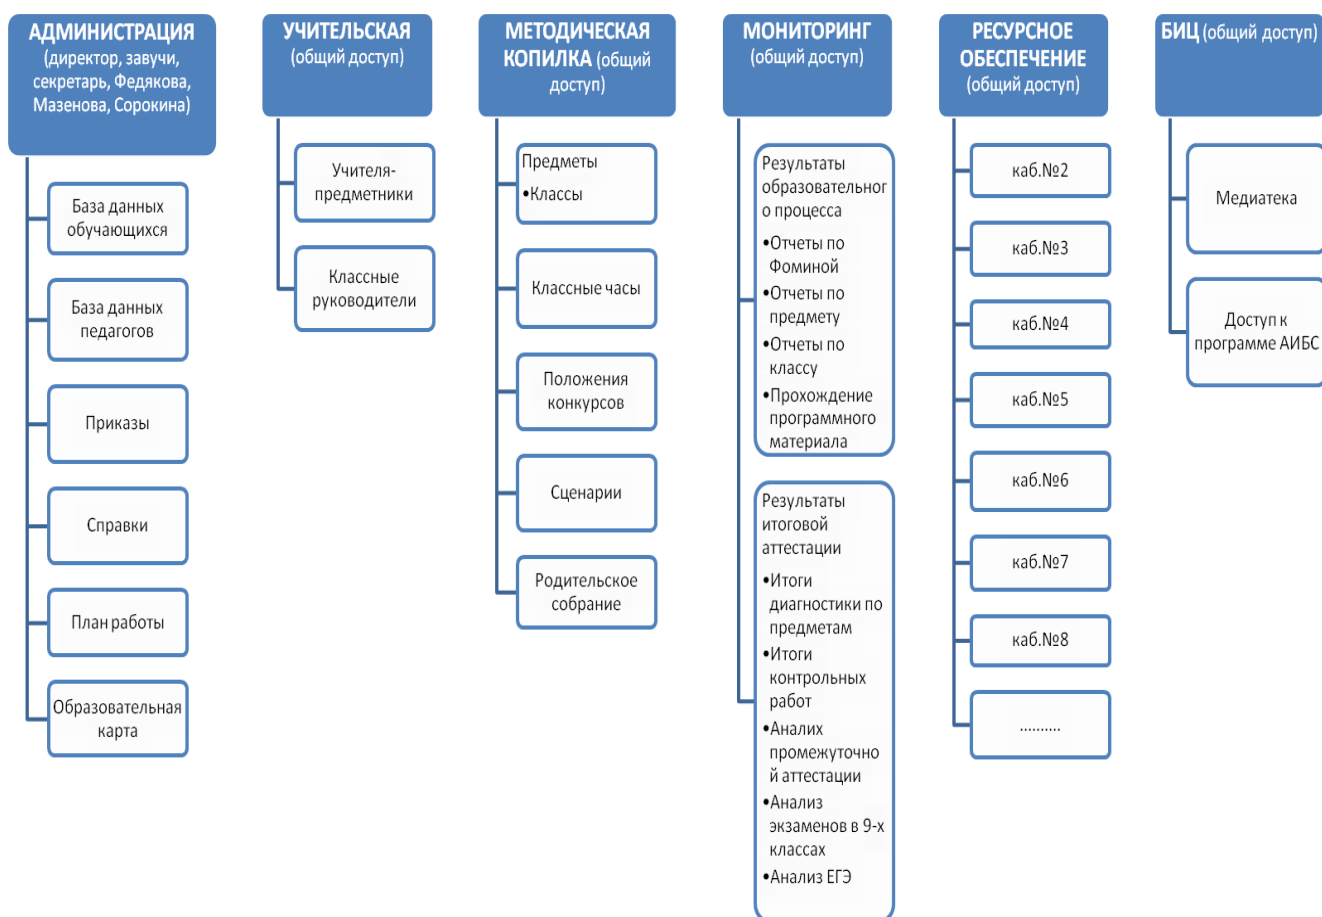 АДМИНИСТРАЦИЯ
(директор, завучи,
секретарь, Федякова,
Мазенова, Сорокина)
База данных
обучающихся
База данных
педагогов
Приказы
Справки
План работы
Образовательная
карта
УЧИТЕЛЬСКАЯ
(общий доступ)
Учителя-
предметники
Классные
руководители
МЕТОДИЧЕСКАЯ
КОПИЛКА (общий
доступ)
Предметы
•Классы
Классные часы
Положения
конкурсов
Сценарии
Родительское
собрание
МОНИТОРИНГ
(общий доступ)
Результаты
образовательног
о процесса
•Отчеты по
Фоминой
•Отчеты по
предмету
•Отчеты по
классу
•Прохождение
программного
материала
Результаты
итоговой
аттестации
•Итоги
диагностики по
предметам
•Итоги
контрольных
работ
•Аналих
промежуточно
й аттестации
•Анализ
экзаменов в 9-х
классах
•Анализ ЕГЭ
РЕСУРСНОЕ
ОБЕСПЕЧЕНИЕ
(общий доступ)
каб.№2
каб.№3
каб.№4
каб.№5
каб.№6
каб.№7
каб.№8
..........
БИЦ (общий доступ)
Медиатека
Доступ к
программе АИБС